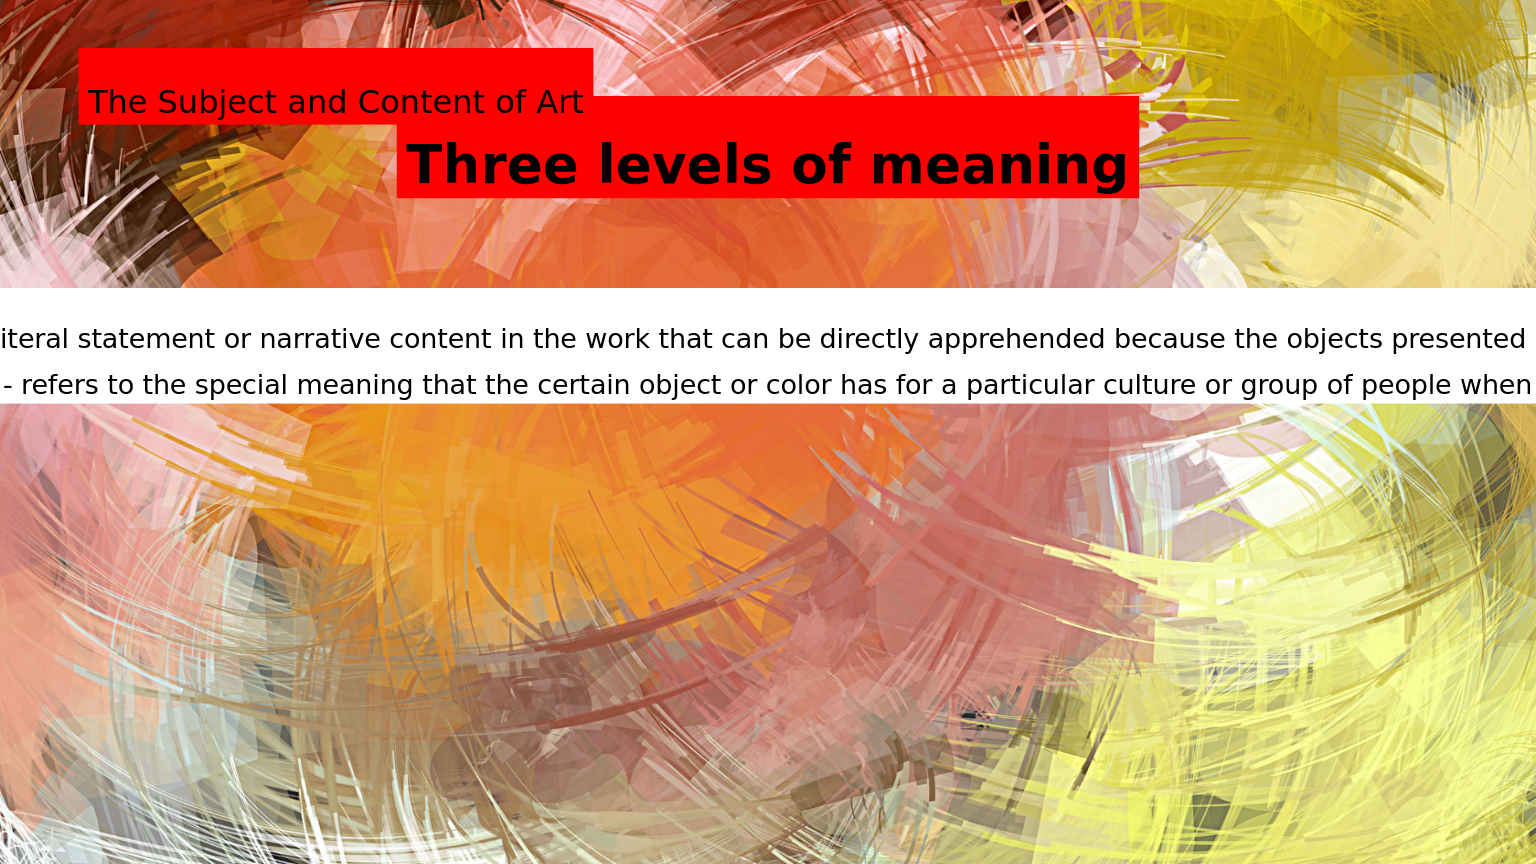 The Subject and Content of Art
Three levels of meaning
iteral statement or narrative content in the work that can be directly apprehended because the objects presented
- refers to the special meaning that the certain object or color has for a particular culture or group of people when